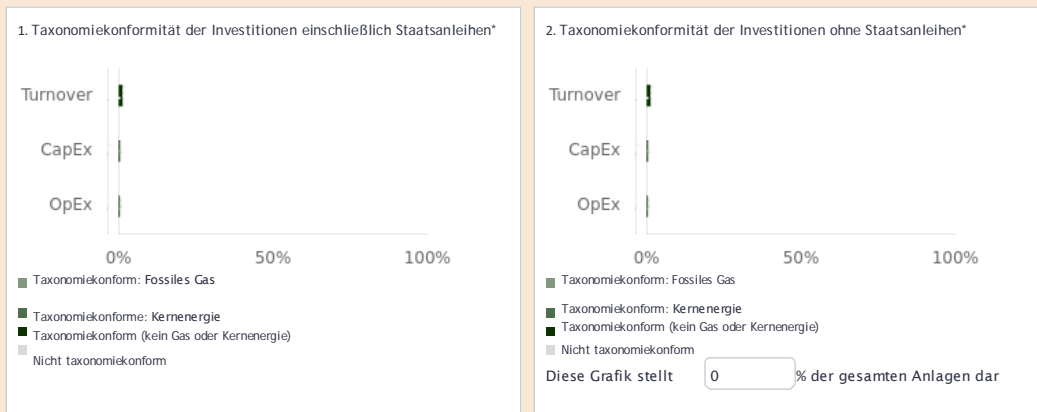 1. Taxonomiekonformität der Investitionen einschließlich Staatsanleihen*
Turnover
CapEx
OpEx
0% 50% 100%
Taxonomiekonform: Fossiles Gas
Taxonomiekonforme: Kernenergie
Taxonomiekonform (kein Gas oder Kernenergie)
Nicht taxonomiekonform
2. Taxonomiekonformität der Investitionen ohne Staatsanleihen*
Turnover
CapEx
OpEx
0% 50% 100%
Taxonomiekonform: Fossiles Gas
Taxonomiekonform: Kernenergie
Taxonomiekonform (kein Gas oder Kernenergie)
Nicht taxonomiekonform
Diese Grafik stellt 0 % der gesamten Anlagen dar